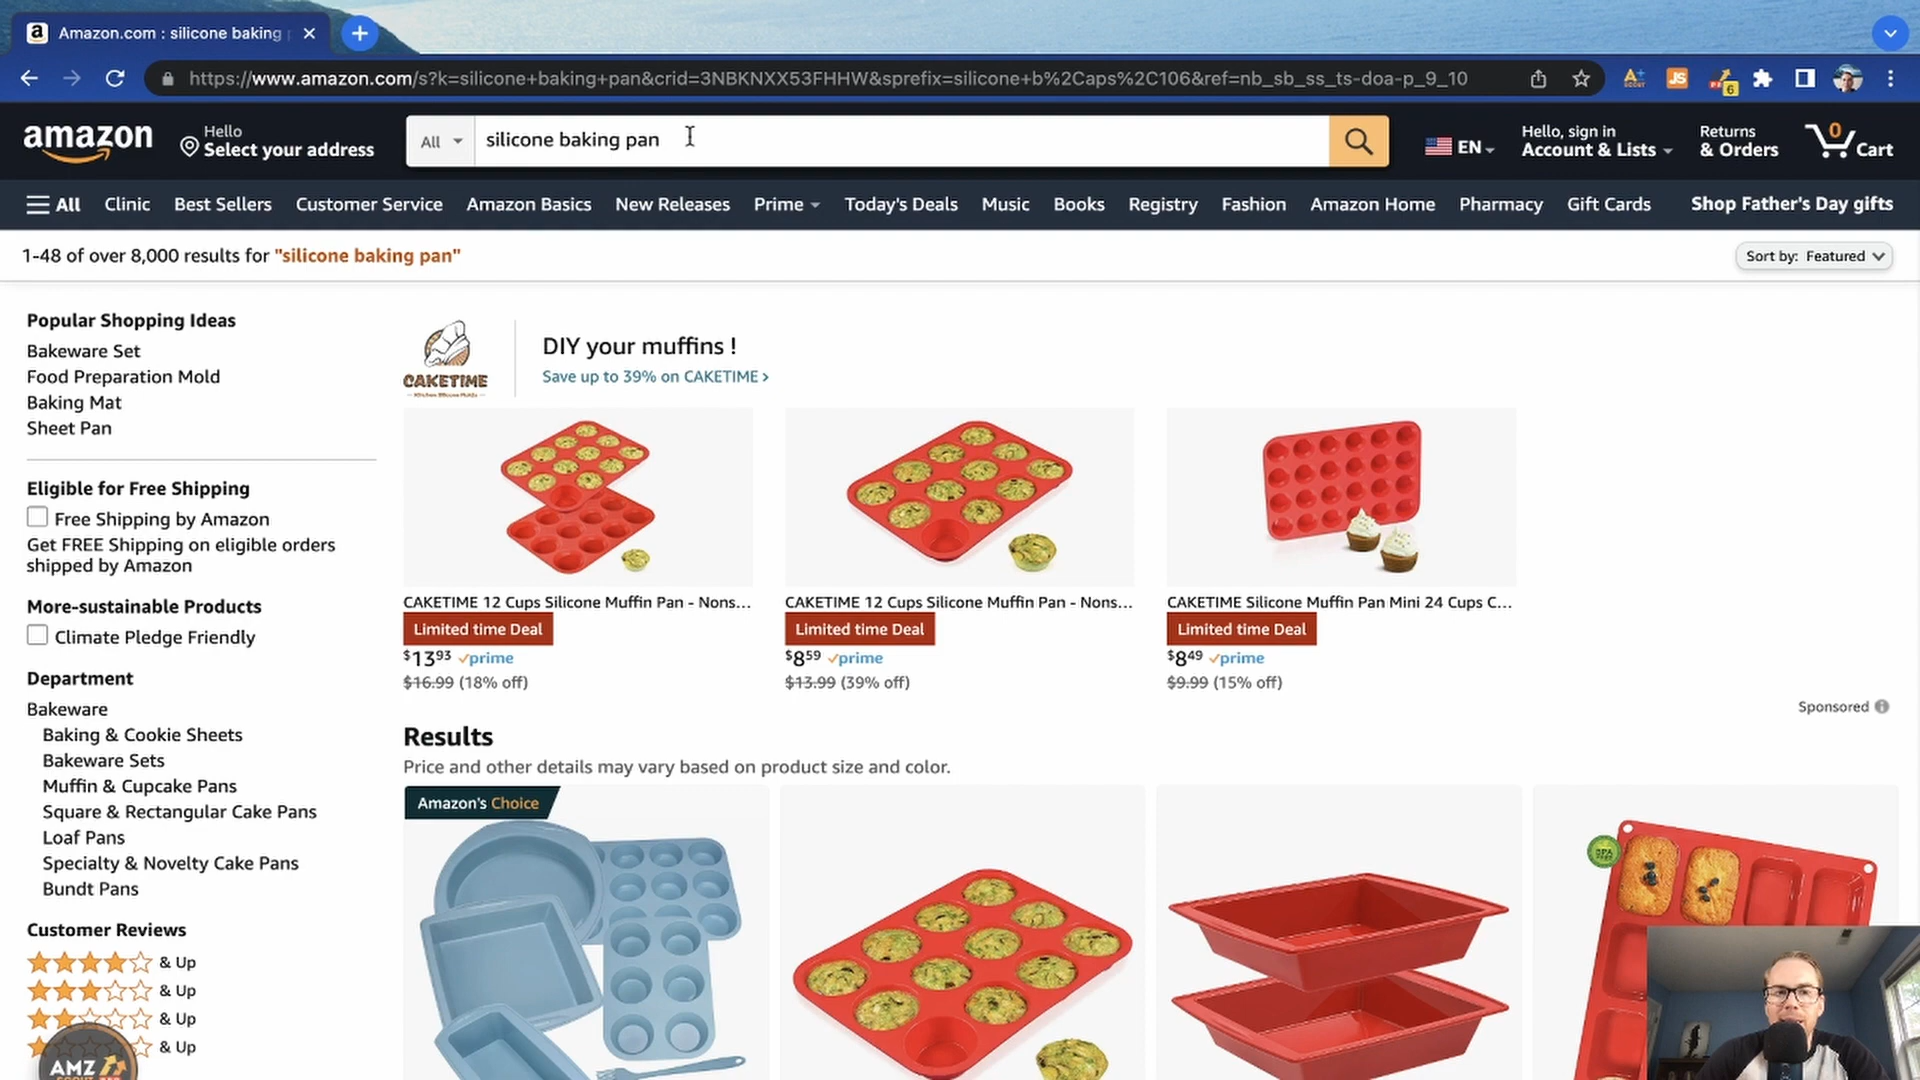 Amazon.com : silicone baking
https://www.amazon.com/s?k=silicone+baking+pan&crid=3NBKNXX53FHHW&sprefix=silicone+b%2Caps%2C106&ref=nb_sb_ss_ts-doa-p_9_10
JS
6
amazon
Hello
Select your address
All
silicone baking pan
EN
Hello, sign in
Account & Lists
Returns
& Orders
0
Cart
All
Clinic
Best Sellers
Customer Service
Amazon Basics
New Releases
Prime
Today's Deals
Music
Books
Registry
Fashion
Amazon Home
Pharmacy
Gift Cards
Shop Father's Day gifts
1-48 of over 8,000 results for "silicone baking pan"
Sort by: Featured
Popular Shopping Ideas
Bakeware Set
Food Preparation Mold
Baking Mat
Sheet Pan
Eligible for Free Shipping
Free Shipping by Amazon
Get FREE Shipping on eligible orders
shipped by Amazon
More-sustainable Products
Climate Pledge Friendly
Department
Bakeware
Baking & Cookie Sheets
Bakeware Sets
Muffin & Cupcake Pans
Square & Rectangular Cake Pans
Loaf Pans
Specialty & Novelty Cake Pans
Bundt Pans
Customer Reviews
& Up
& Up
& Up
& Up
AMZ
CAKETIME
DIY your muffins !
Save up to 39% on CAKETIME ›
CAKETIME 12 Cups Silicone Muffin Pan - Nons...
Limited time Deal
$13.93 prime
$16.99 (18% off)
CAKETIME 12 Cups Silicone Muffin Pan - Nons...
Limited time Deal
$8.59 prime
$13.99 (39% off)
CAKETIME Silicone Muffin Pan Mini 24 Cups C...
Limited time Deal
$8.49 prime
$9.99 (15% off)
Sponsored
Results
Price and other details may vary based on product size and color.
Amazon's Choice
BPA